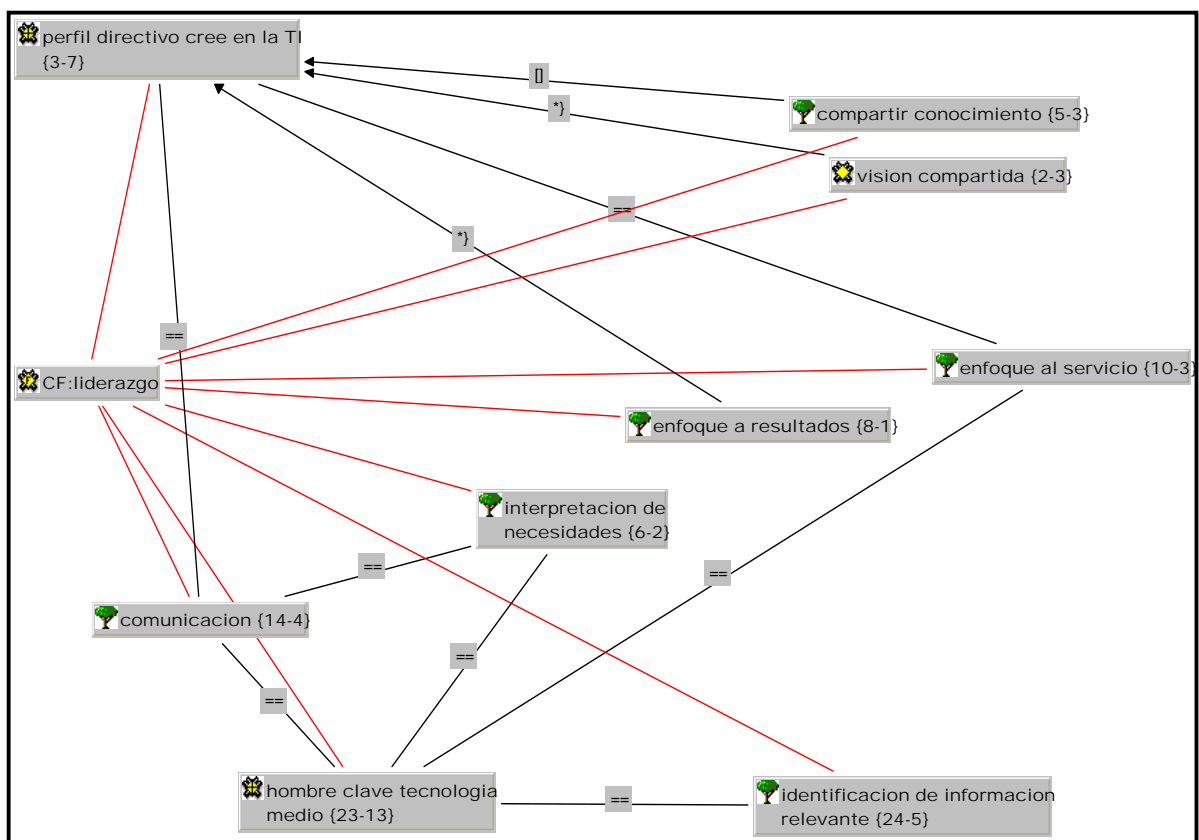 perfil directivo cree en la TI
{3-7}
[]
*}
compartir conocimiento {5-3}
vision compartida {2-3}
==
*}
==
enfoque al servicio {10-3}
CF:liderazgo
enfoque a resultados {8-1}
interpretacion de
necesidades {6-2}
==
==
comunicacion {14-4}
==
==
hombre clave tecnologia
medio {23-13}
==
identificacion de informacion
relevante {24-5}